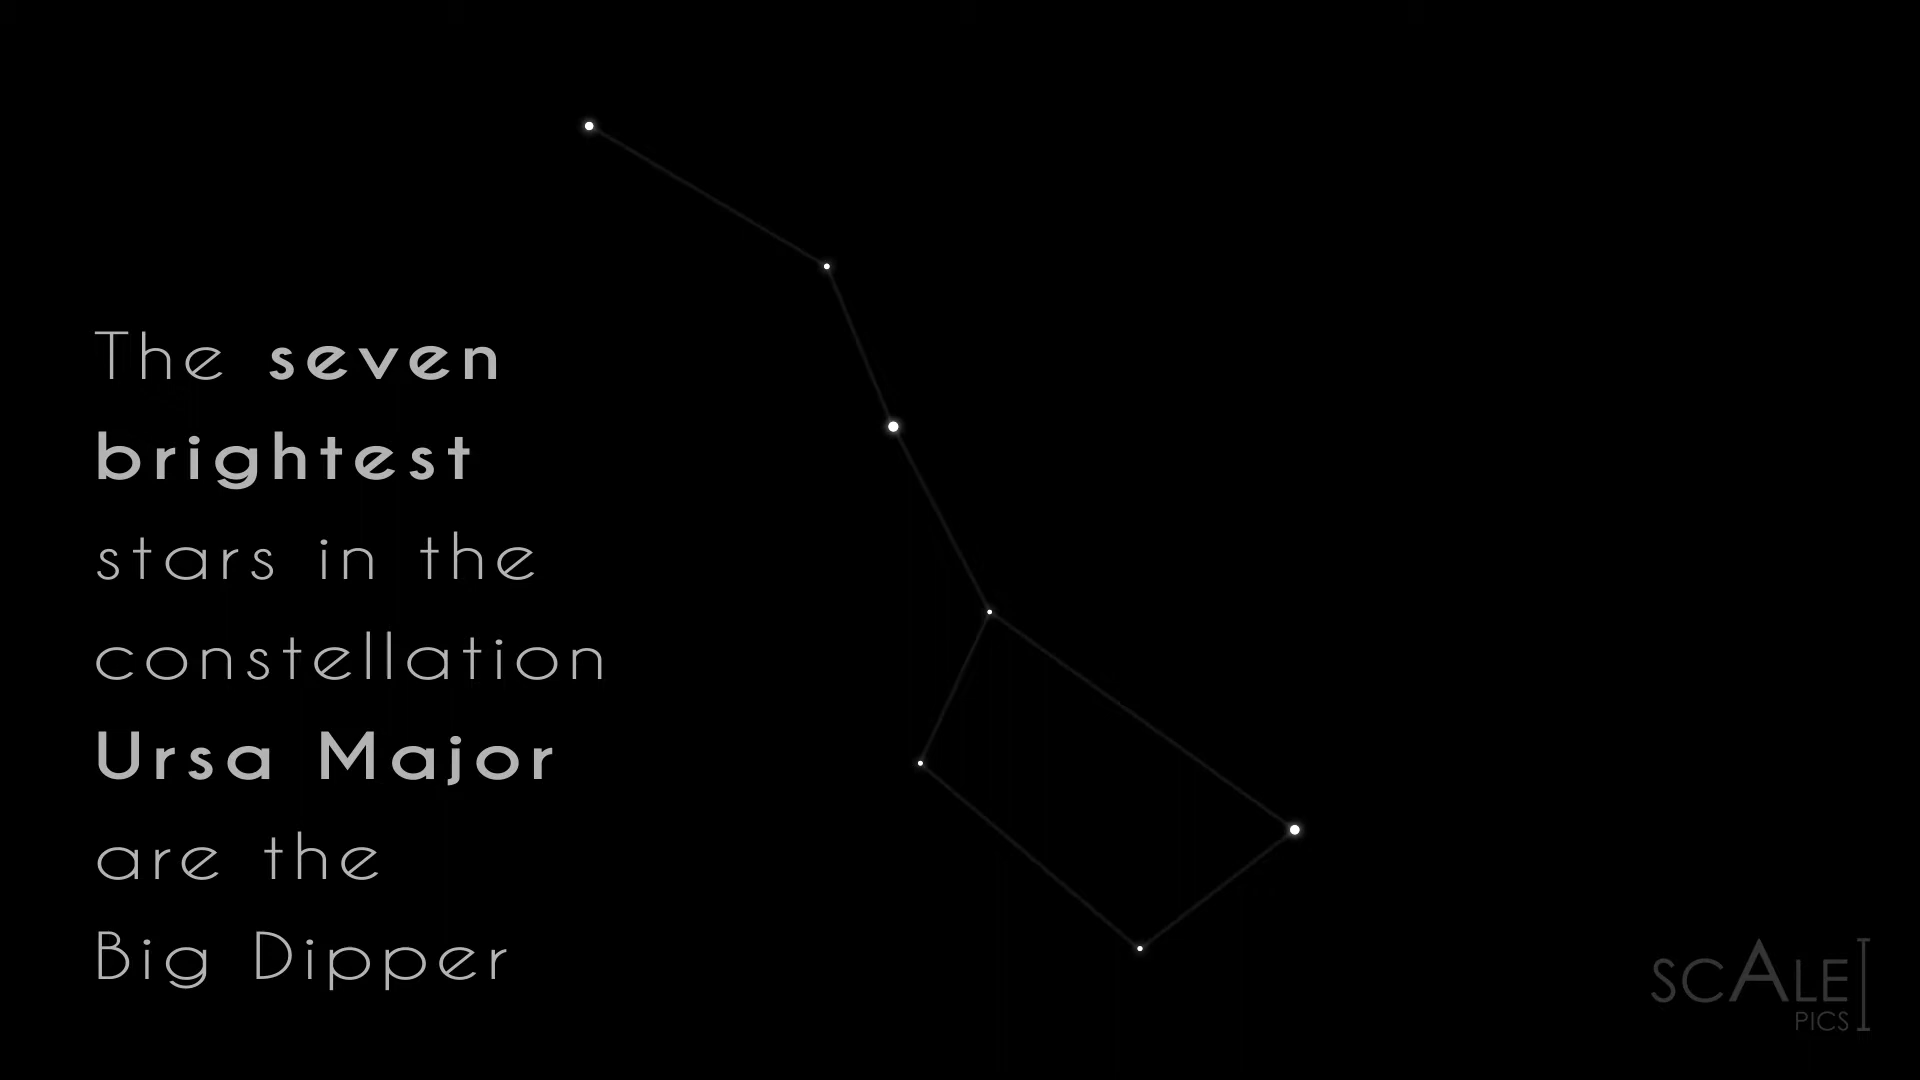 The seven
brightest
stars in the
constellation
Ursa Major
are the
Big Dipper
SCALE
PICS